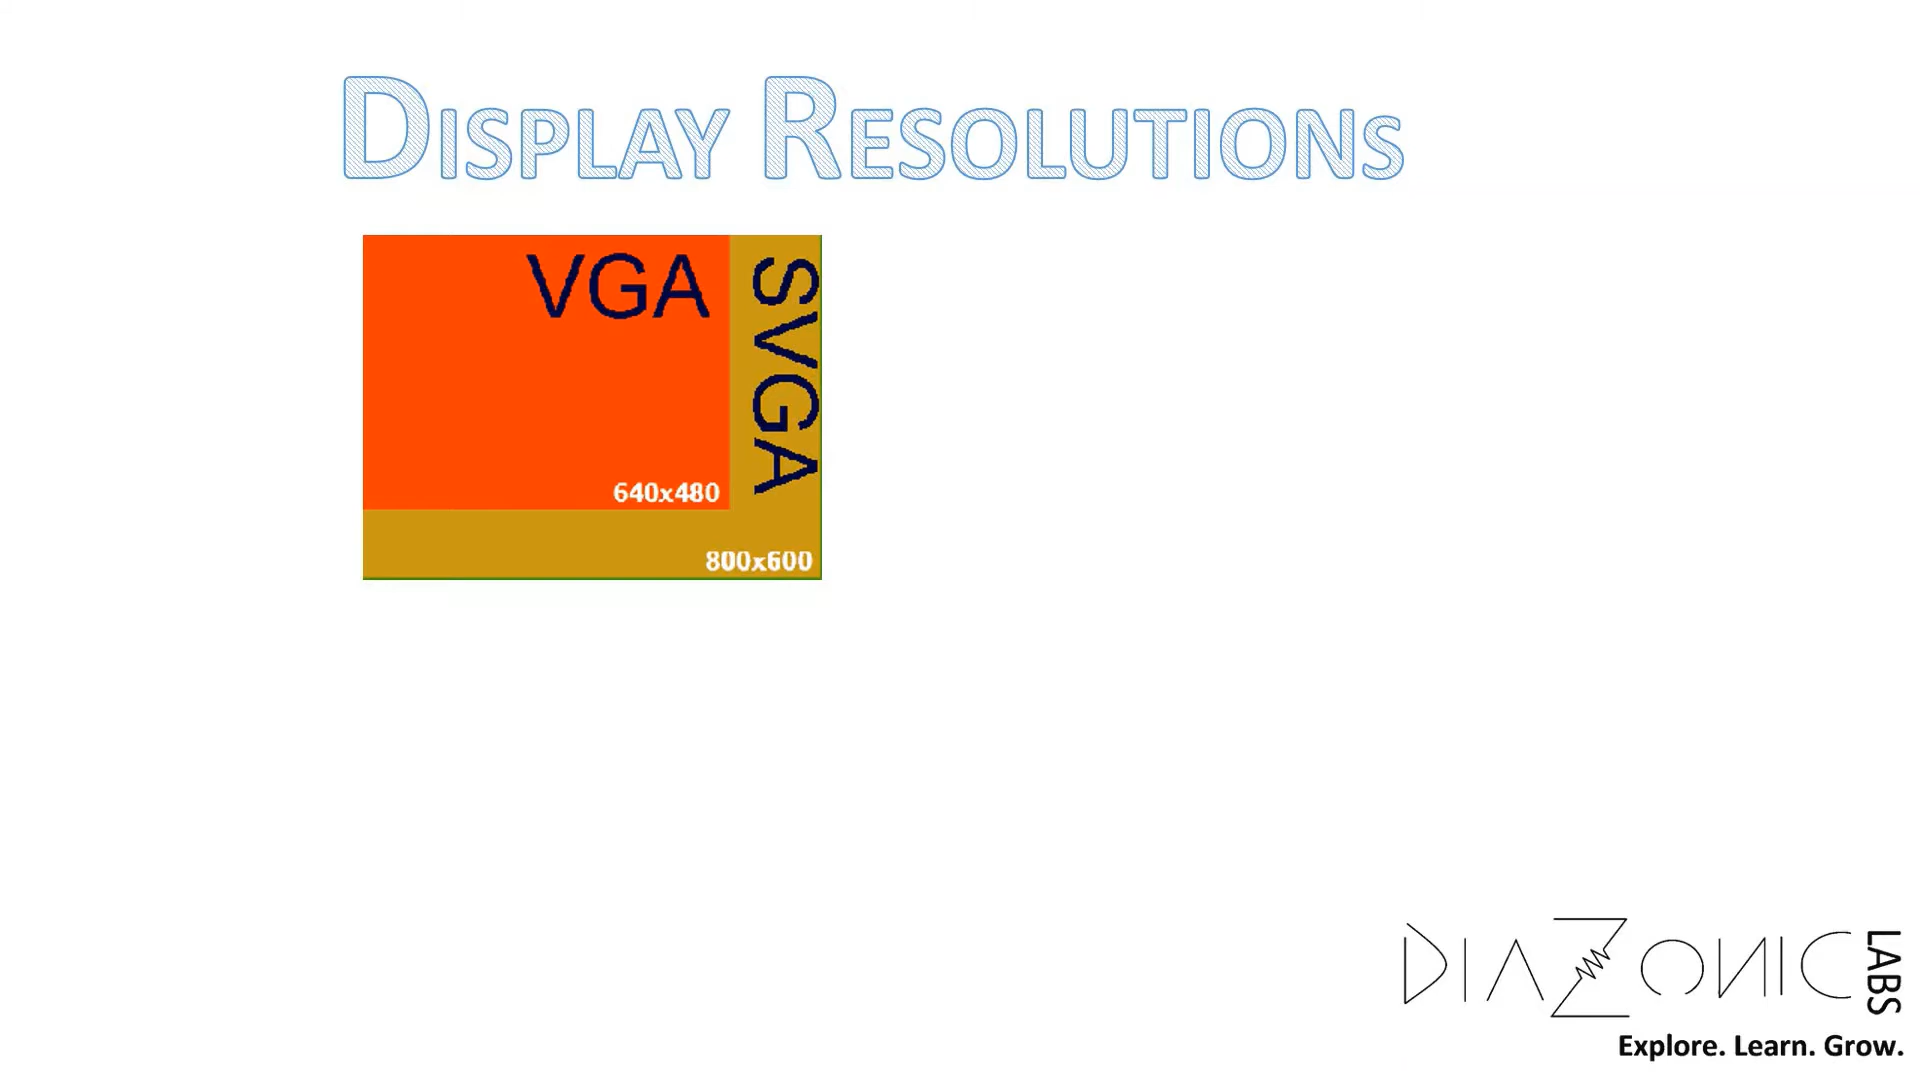 DISPLAY RESOLUTIONS
VGA
SVGA
640x480
800x600
DIAZONIC LABS
Explore. Learn. Grow.